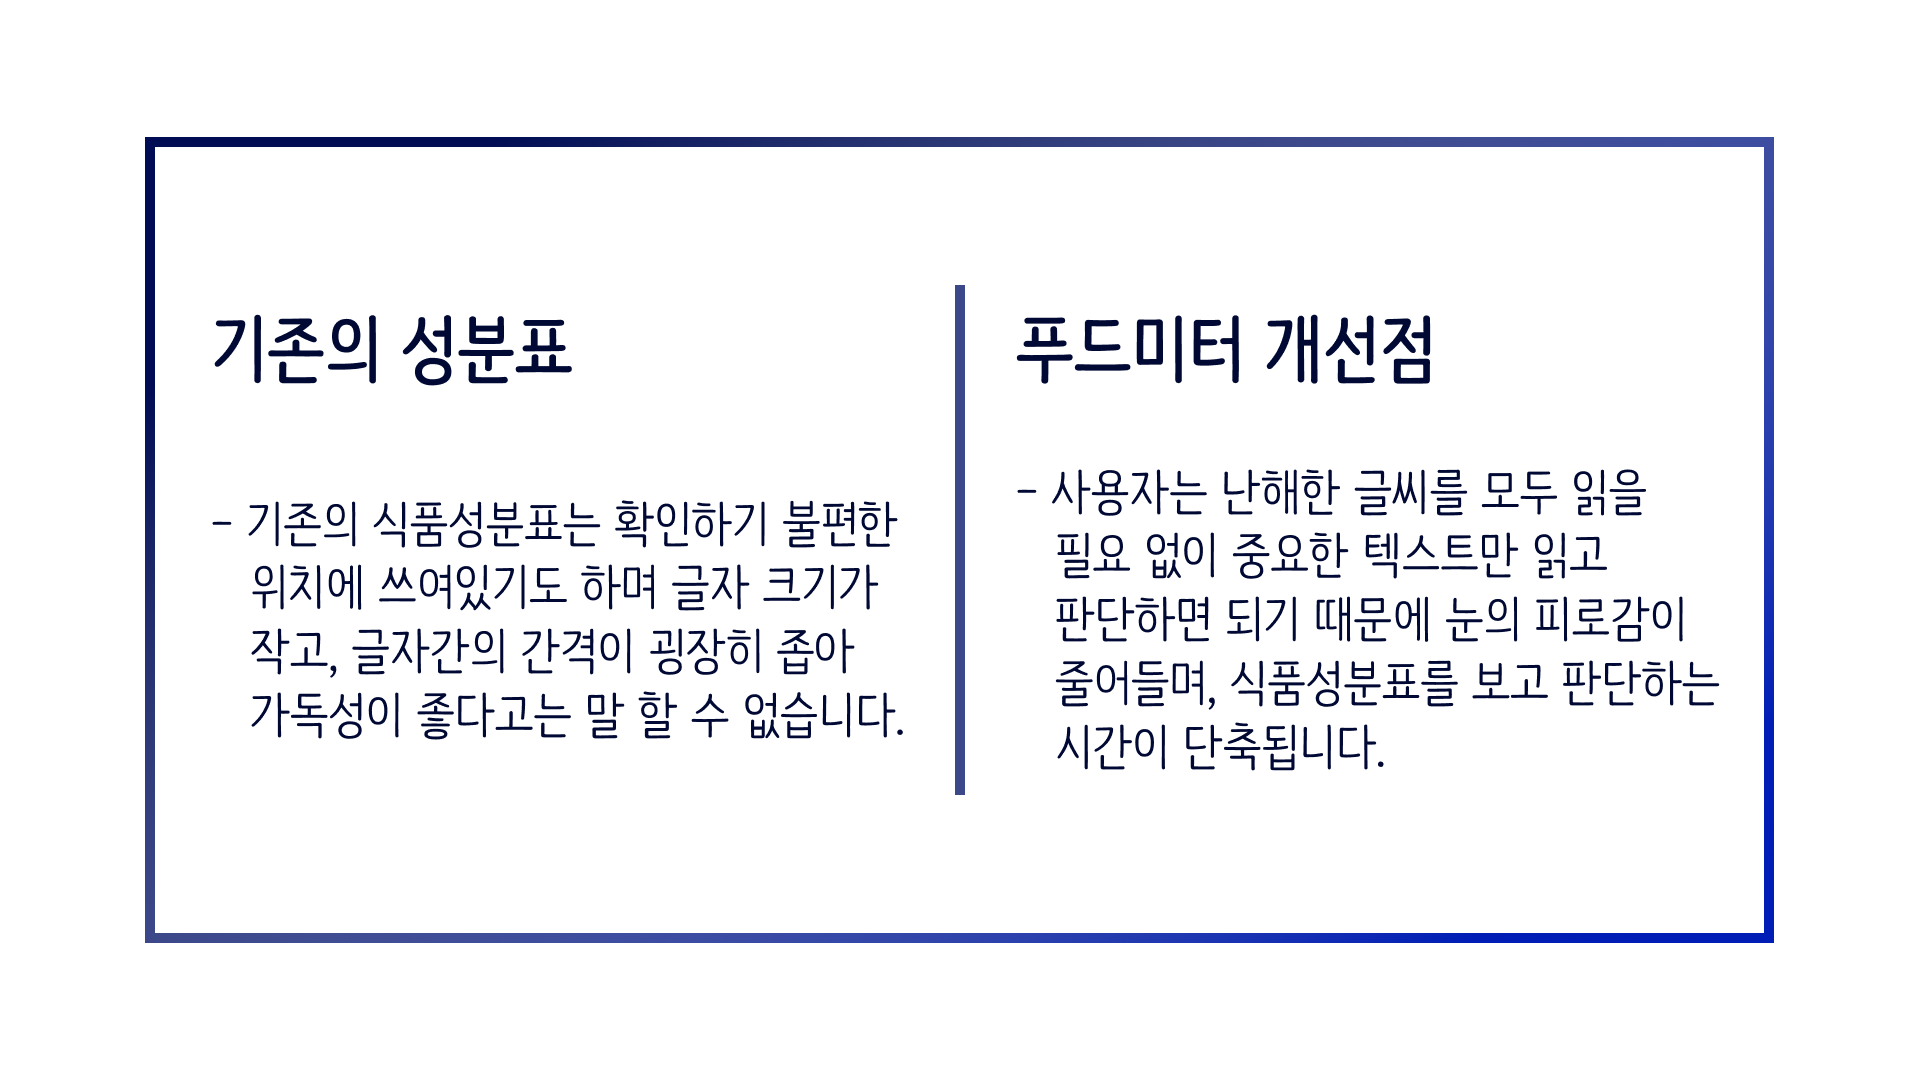 기존의 성분표
- 기존의 식품성분표는 확인하기 불편한
위치에 쓰여있기도 하며 글자 크기가
작고, 글자간의 간격이 굉장히 좁아
가독성이 좋다고는 말 할 수 없습니다.
푸드미터 개선점
- 사용자는 난해한 글씨를 모두 읽을
필요 없이 중요한 텍스트만 읽고
판단하면 되기 때문에 눈의 피로감이
줄어들며, 식품성분표를 보고 판단하는
시간이 단축됩니다.